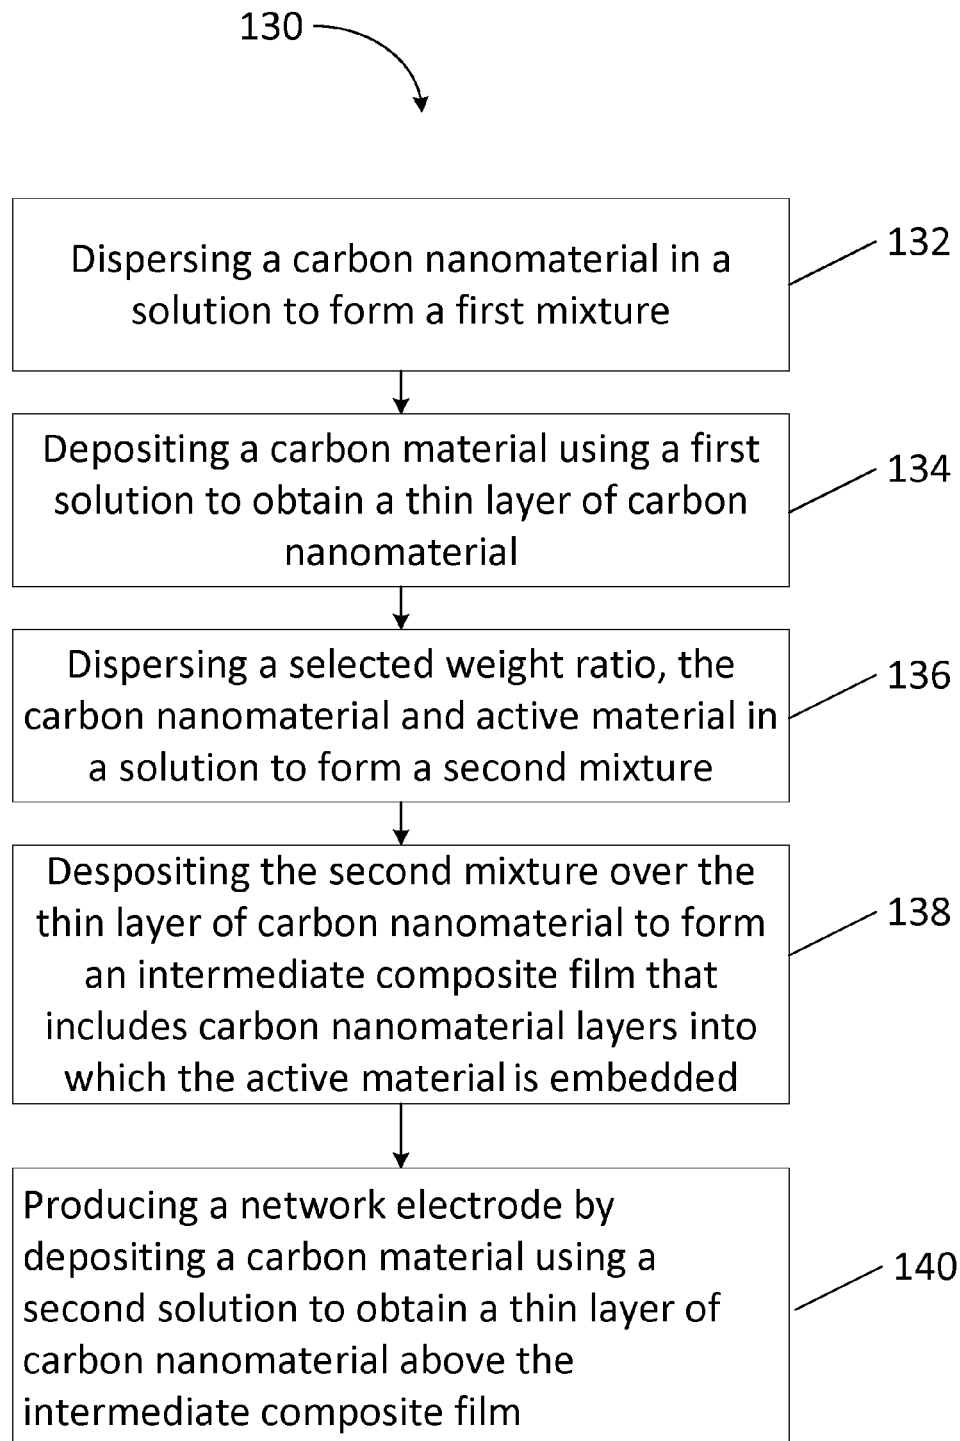 130
Dispersing a carbon nanomaterial in a
solution to form a first mixture
132
Depositing a carbon material using a first
solution to obtain a thin layer of carbon
nanomaterial
134
Dispersing a selected weight ratio, the
carbon nanomaterial and active material in
a solution to form a second mixture
136
Despositing the second mixture over the
thin layer of carbon nanomaterial to form
an intermediate composite film that
includes carbon nanomaterial layers into
which the active material is embedded
138
Producing a network electrode by
depositing a carbon material using a
second solution to obtain a thin layer of
carbon nanomaterial above the
intermediate composite film
140